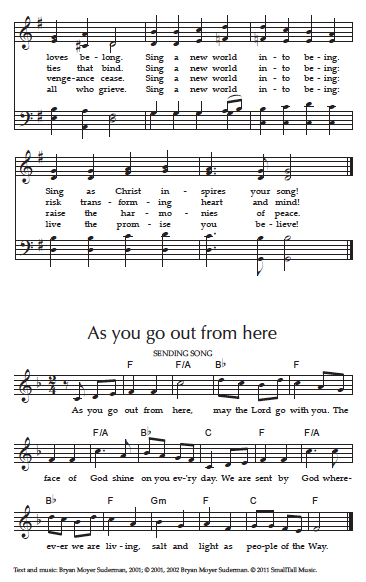 loves be - long. Sing a new world in - to be - ing.
ties that bind. Sing a new world in - to be - ing:
venge-ance cease. Sing a new world in - to be - ing:
all who grieve. Sing a new world in - to be - ing:
Sing as Christ in - spires your song!
risk trans - form - ing heart and mind!
raise the har - mo - nies of peace.
live the prom - ise you be - lieve!
As you go out from here
SENDING SONG
F F/A B♭ F
2/4
As you go out from here, may the Lord go with you. The
F/A B♭ C F F/A
face of God shine on you ev-'ry day. We are sent by God where-
B♭ F Gm F C F
ev-er we are liv - ing, salt and light as peo-ple of the Way.
Text and music: Bryan Moyer Suderman, 2001; © 2001, 2002 Bryan Moyer Suderman. © 2011 SmallTall Music.